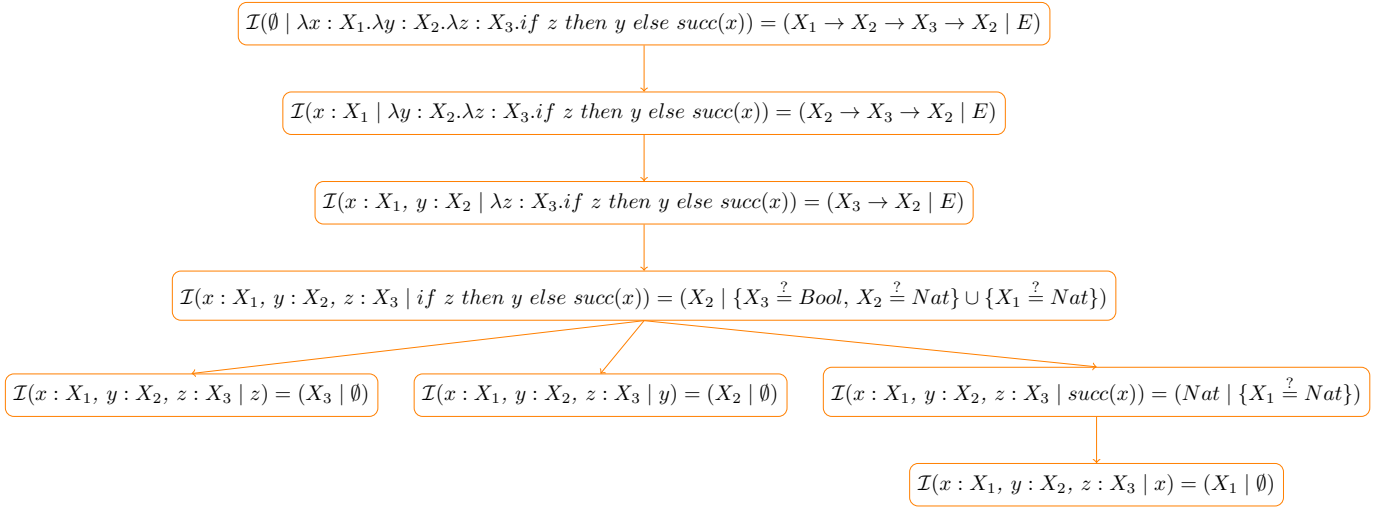 𝓘(∅ | λx : X₁.λy : X₂.λz : X₃.if z then y else succ(x)) = (X₁ → X₂ → X₃ → X₂ | E)
𝓘(x : X₁ | λy : X₂.λz : X₃.if z then y else succ(x)) = (X₂ → X₃ → X₂ | E)
𝓘(x : X₁, y : X₂ | λz : X₃.if z then y else succ(x)) = (X₃ → X₂ | E)
𝓘(x : X₁, y : X₂, z : X₃ | if z then y else succ(x)) = (X₂ | {X₃ ≟ Bool, X₂ ≟ Nat} ∪ {X₁ ≟ Nat})
𝓘(x : X₁, y : X₂, z : X₃ | z) = (X₃ | ∅)
𝓘(x : X₁, y : X₂, z : X₃ | y) = (X₂ | ∅)
𝓘(x : X₁, y : X₂, z : X₃ | succ(x)) = (Nat | {X₁ ≟ Nat})
𝓘(x : X₁, y : X₂, z : X₃ | x) = (X₁ | ∅)